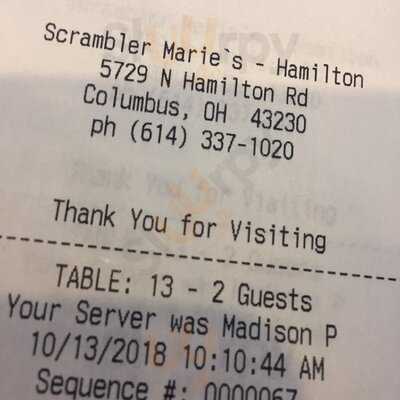 Scrambler Marie`s - Hamilton
5729 N Hamilton Rd
Columbus, OH 43230
ph (614) 337-1020
Thank You for Visiting
TABLE: 13 - 2 Guests
Your Server was Madison P
10/13/2018 10:10:44 AM
Sequence #: 0000067